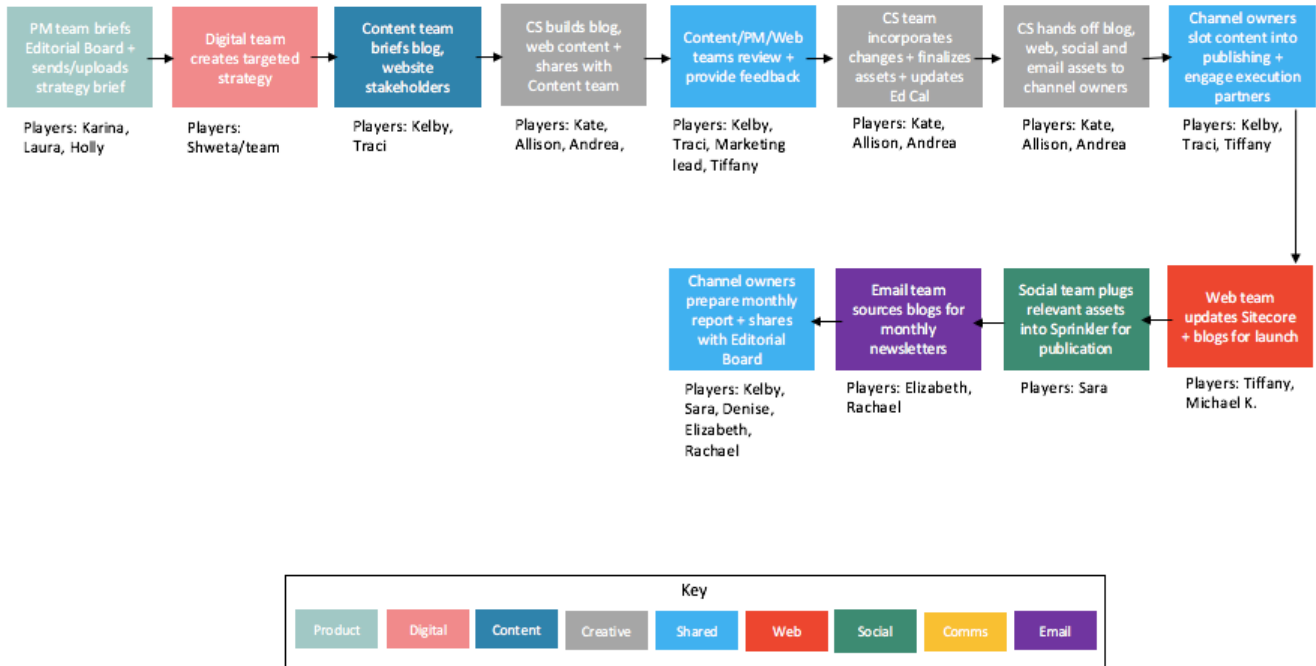 PM team briefs
Editorial Board +
sends/uploads
strategy brief
Players: Karina,
Laura, Holly
Digital team
creates targeted
strategy
Players:
Shweta/team
Content team
briefs blog,
website
stakeholders
Players: Kelby,
Traci
CS builds blog,
web content +
shares with
Content team
Players: Kate,
Allison, Andrea,
Content/PM/Web
teams review +
provide feedback
Players: Kelby,
Traci, Marketing
lead, Tiffany
CS team
incorporates
changes + finalizes
assets + updates
Ed Cal
Players: Kate,
Allison, Andrea
CS hands off blog,
web, social and
email assets to
channel owners
Players: Kate,
Allison, Andrea
Channel owners
slot content into
publishing +
engage execution
partners
Players: Kelby,
Traci, Tiffany
Web team
updates Sitecore
+ blogs for launch
Players: Tiffany,
Michael K.
Social team plugs
relevant assets
into Sprinkler for
publication
Players: Sara
Email team
sources blogs for
monthly
newsletters
Players: Elizabeth,
Rachael
Channel owners
prepare monthly
report + shares
with Editorial
Board
Players: Kelby,
Sara, Denise,
Elizabeth,
Rachael
Key
Product
Digital
Content
Creative
Shared
Web
Social
Comms
Email